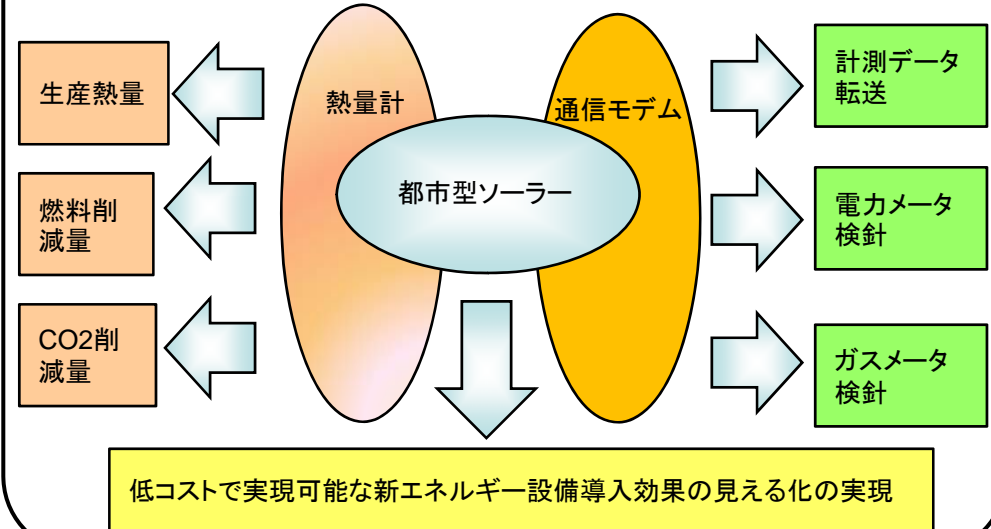 生産熱量
燃料削
減量
CO2削
減量
熱量計
都市型ソーラー
通信モデム
計測データ
転送
電力メータ
検針
ガスメータ
検針
低コストで実現可能な新エネルギー設備導入効果の見える化の実現